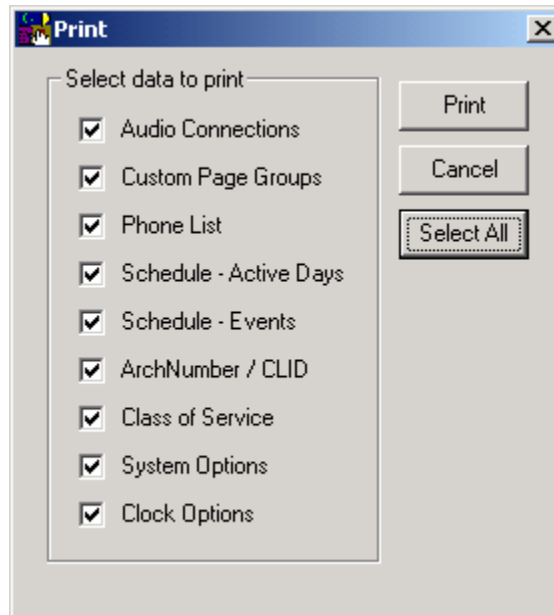 Print
Select data to print
Audio Connections
Custom Page Groups
Phone List
Schedule - Active Days
Schedule - Events
ArchNumber / CLID
Class of Service
System Options
Clock Options
Print
Cancel
Select All